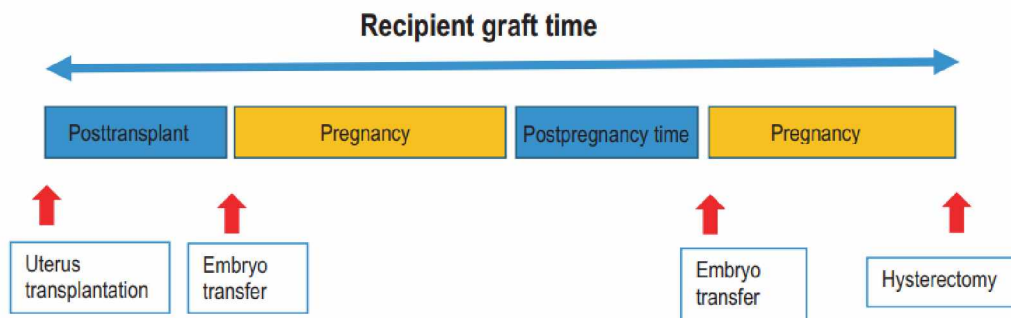 Recipient graft time
Posttransplant
Pregnancy
Postpregnancy time
Pregnancy
Uterus
transplantation
Embryo
transfer
Embryo
transfer
Hysterectomy